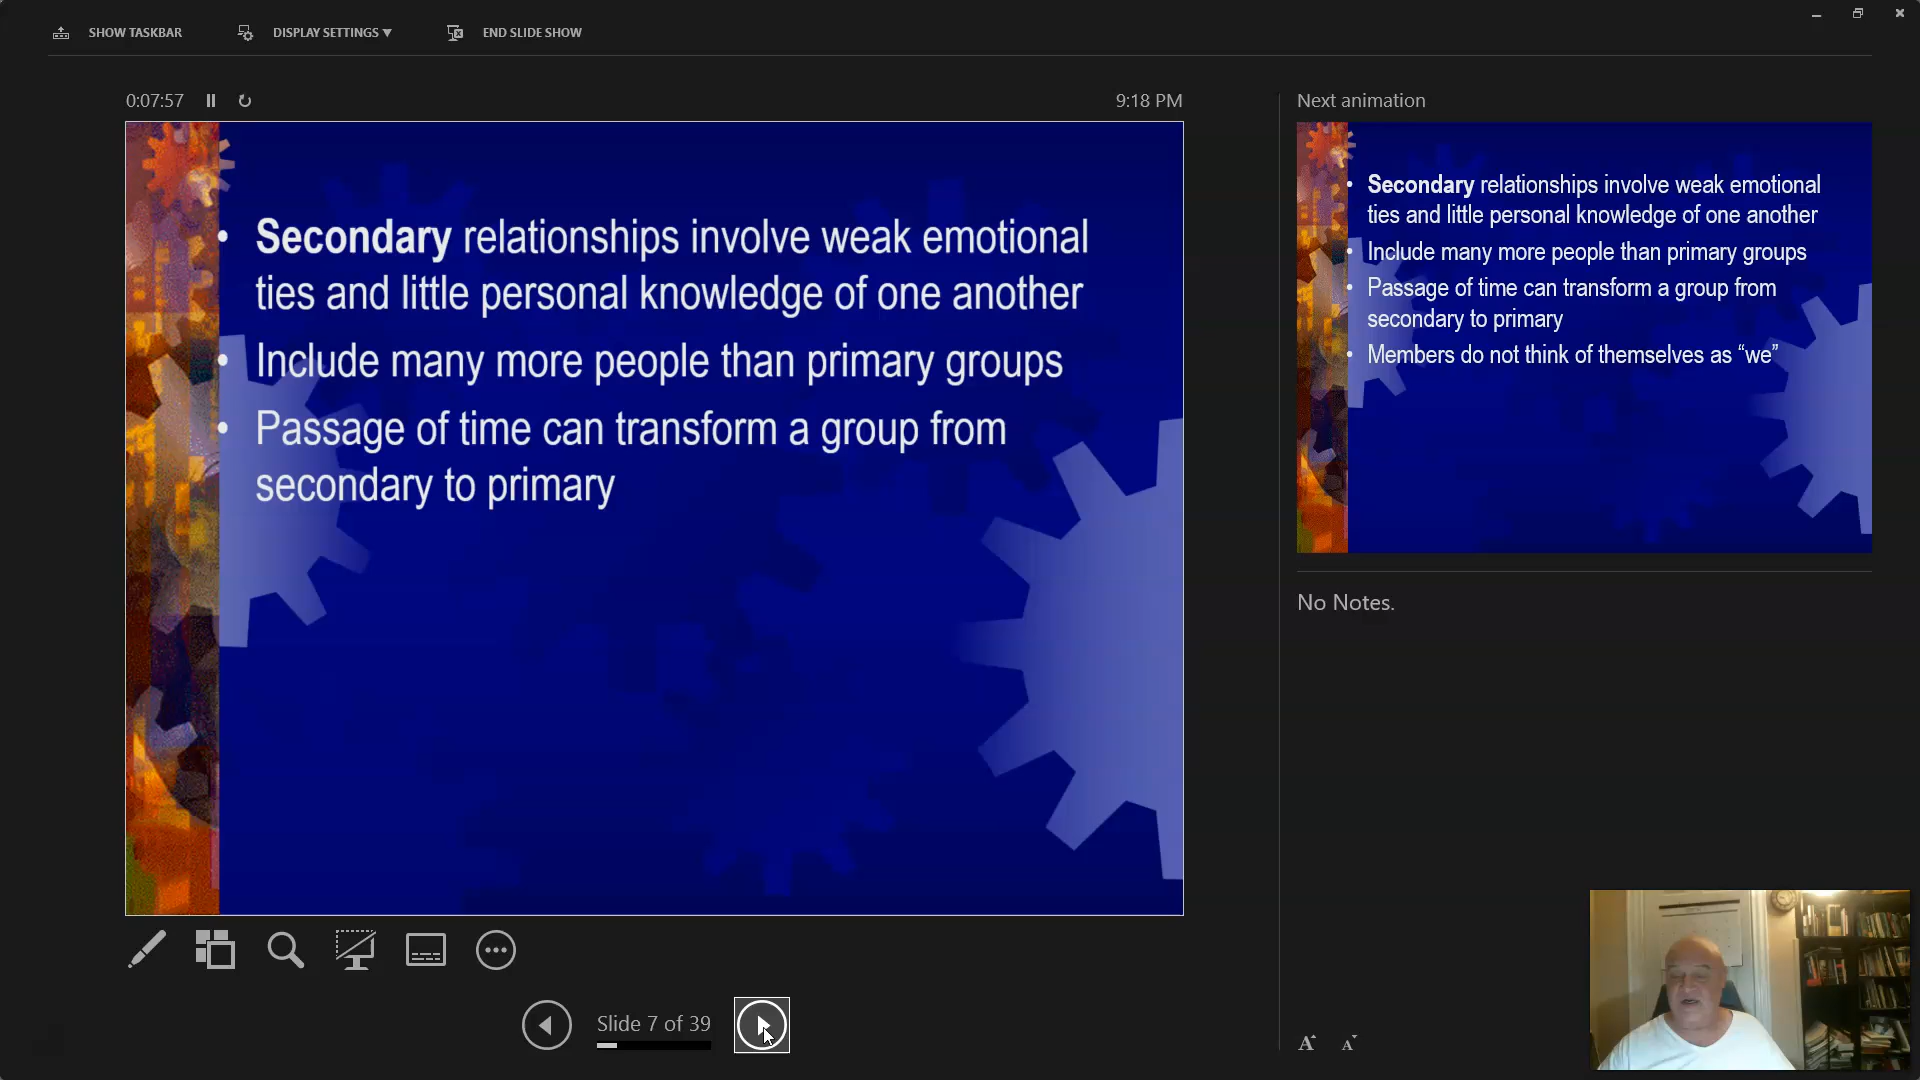 SHOW TASKBAR
DISPLAY SETTINGS ▼
END SLIDE SHOW
0:07:57
9:18 PM
• Secondary relationships involve weak emotional
ties and little personal knowledge of one another
• Include many more people than primary groups
• Passage of time can transform a group from
secondary to primary
Slide 7 of 39
Next animation
• Secondary relationships involve weak emotional
ties and little personal knowledge of one another
• Include many more people than primary groups
• Passage of time can transform a group from
secondary to primary
• Members do not think of themselves as “we”
No Notes.
A A